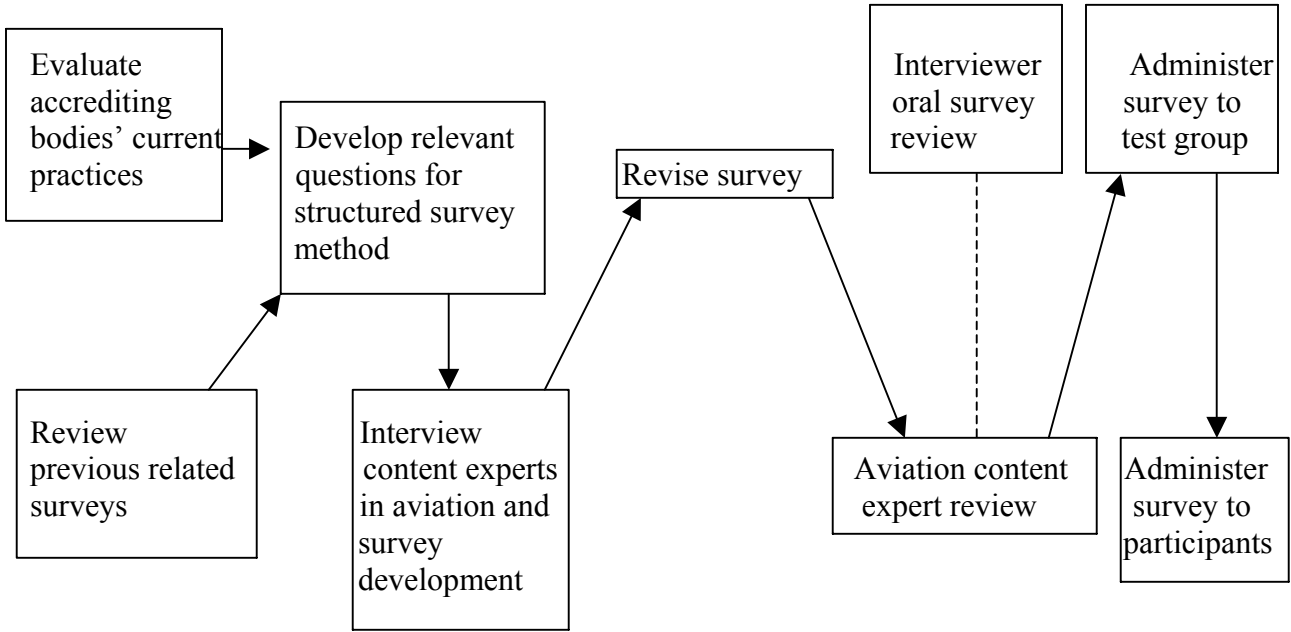 Evaluate
accrediting
bodies’ current
practices
Review
previous related
surveys
Develop relevant
questions for
structured survey
method
Interview
content experts
in aviation and
survey
development
Revise survey
Interviewer
oral survey
review
Aviation content
expert review
Administer
survey to
test group
Administer
survey to
participants